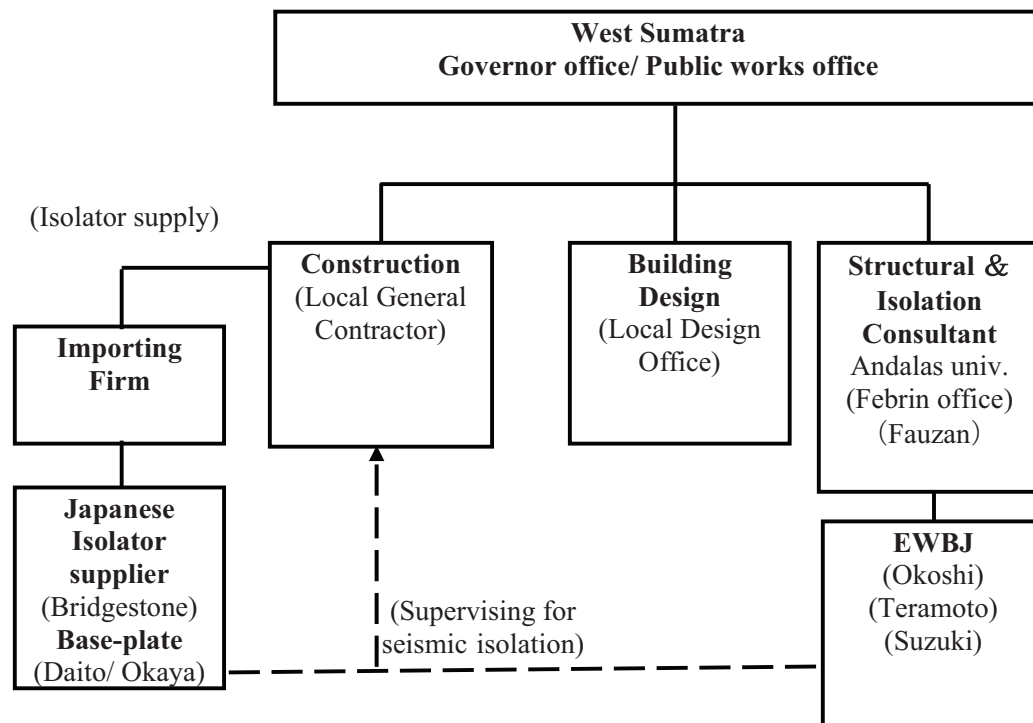 West Sumatra
Governor office/ Public works office
(Isolator supply)
Construction
(Local General
Contractor)
Building
Design
(Local Design
Office)
Structural &
Isolation
Consultant
Andalas univ.
(Febrin office)
(Fauzan)
Importing
Firm
Japanese
Isolator
supplier
(Bridgestone)
Base-plate
(Daito/ Okaya)
(Supervising for
seismic isolation)
EWBJ
(Okoshi)
(Teramoto)
(Suzuki)